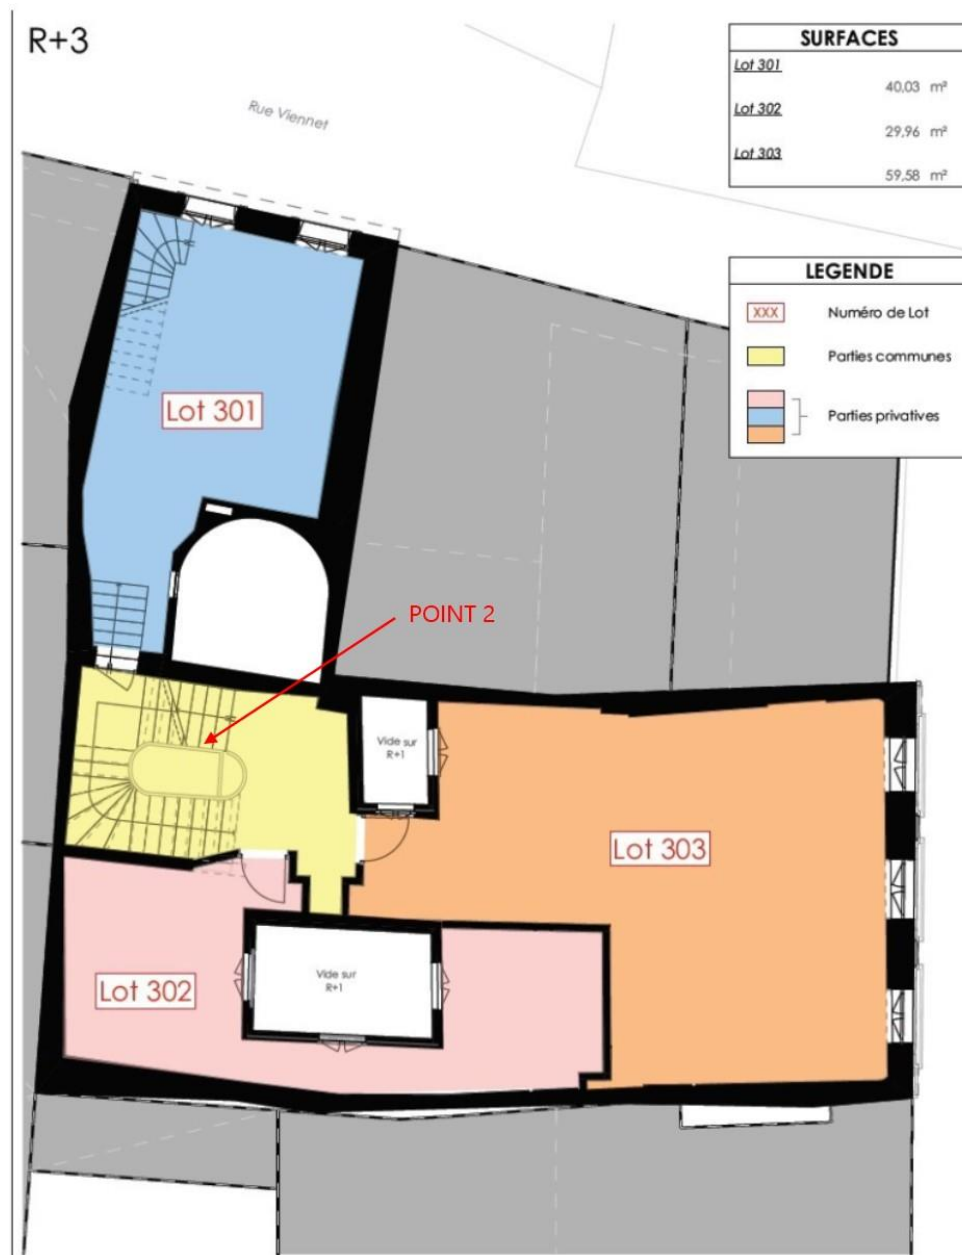 R+3
SURFACES
Lot 301
40,03 m²
Lot 302
29,96 m²
Lot 303
59,58 m²
Rue Viennet
LEGENDE
XXX Numéro de Lot
Parties communes
Parties privatives
Lot 301
POINT 2
Vide sur
R+1
Lot 303
Lot 302
Vide sur
R+1